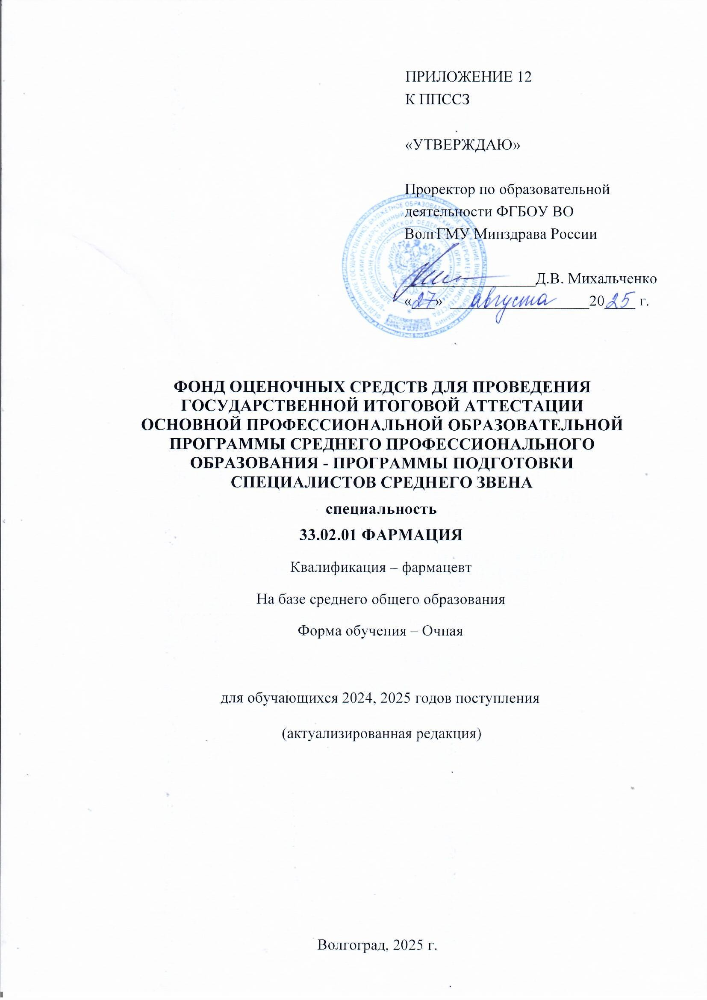 ПРИЛОЖЕНИЕ 12
К ППССЗ
«УТВЕРЖДАЮ»
Проректор по образовательной
деятельности ФГБОУ ВО
ВолгГМУ Минздрава России
Д.В. Михальченко
«27» августа 2025 г.
ФОНД ОЦЕНОЧНЫХ СРЕДСТВ ДЛЯ ПРОВЕДЕНИЯ
ГОСУДАРСТВЕННОЙ ИТОГОВОЙ АТТЕСТАЦИИ
ОСНОВНОЙ ПРОФЕССИОНАЛЬНОЙ ОБРАЗОВАТЕЛЬНОЙ
ПРОГРАММЫ СРЕДНЕГО ПРОФЕССИОНАЛЬНОГО
ОБРАЗОВАНИЯ - ПРОГРАММЫ ПОДГОТОВКИ
СПЕЦИАЛИСТОВ СРЕДНЕГО ЗВЕНА
специальность
33.02.01 ФАРМАЦИЯ
Квалификация – фармацевт
На базе среднего общего образования
Форма обучения – Очная
для обучающихся 2024, 2025 годов поступления
(актуализированная редакция)
Волгоград, 2025 г.